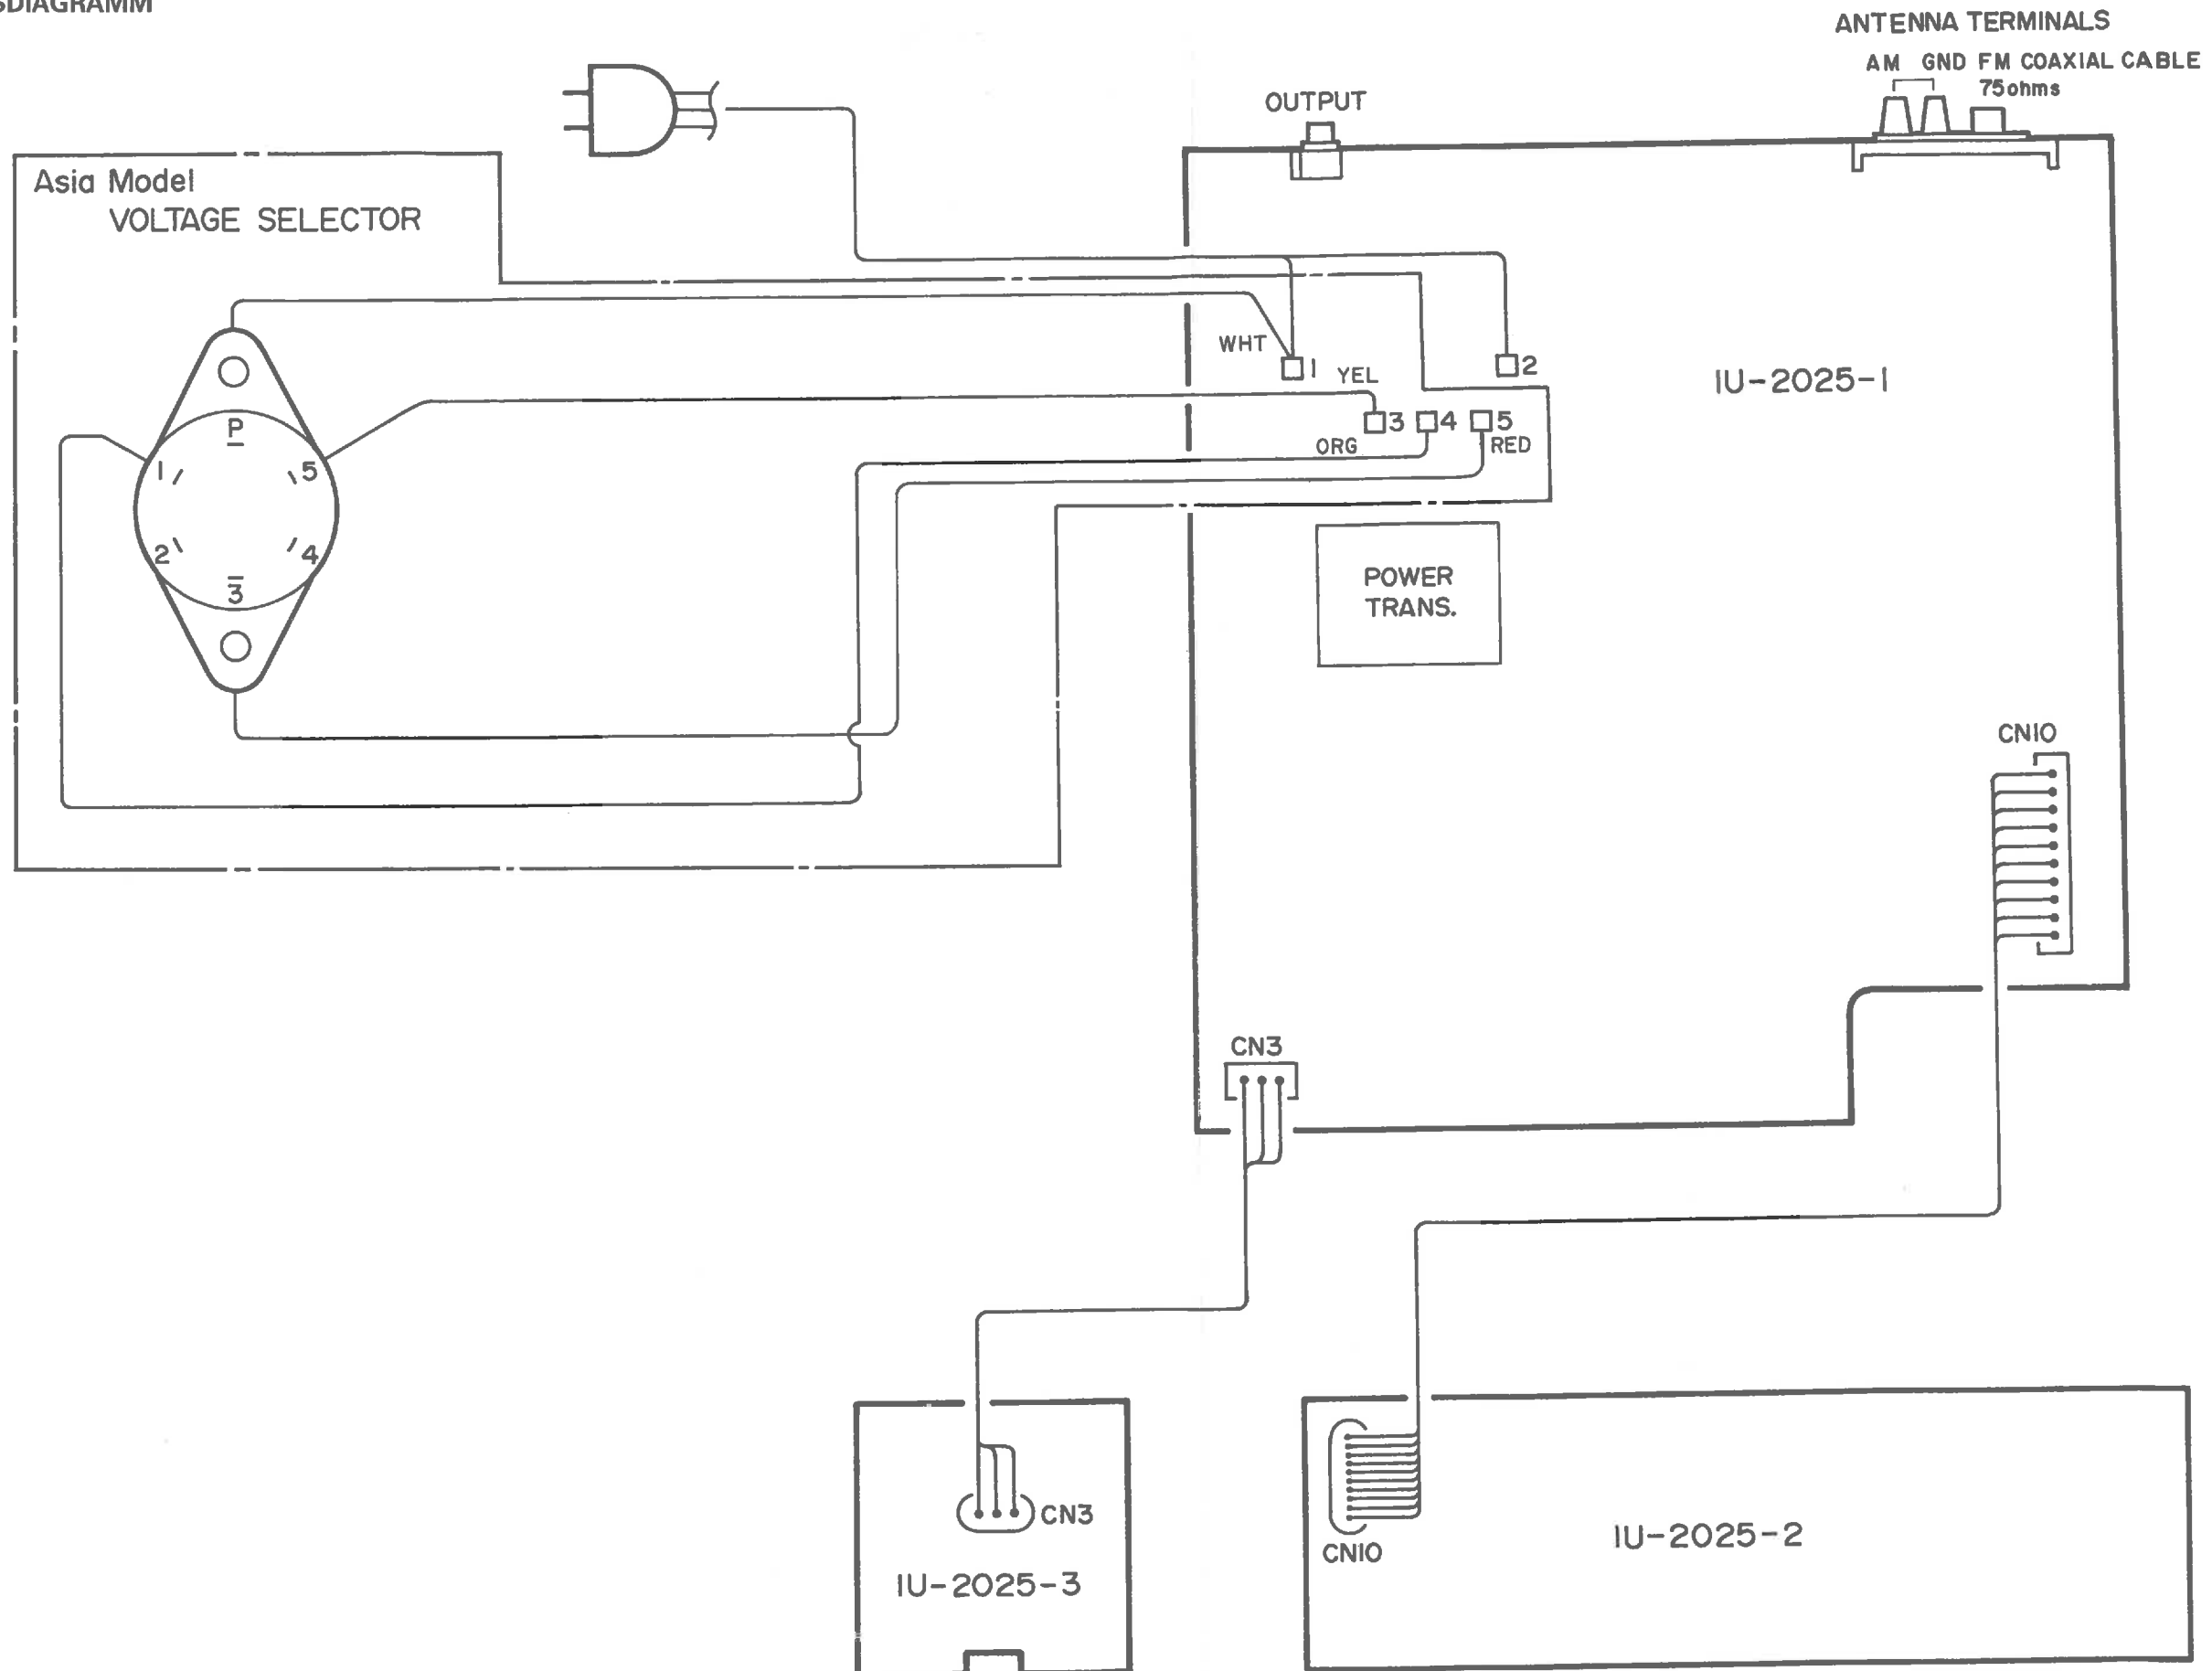 SDIAGRAMM
ANTENNA TERMINALS
AM GND FM COAXIAL CABLE
75ohms
OUTPUT
Asia Model
VOLTAGE SELECTOR
WHT
1
YEL
2
IU-2025-1
3
4
5
ORG
RED
P
1
5
2
4
3
POWER
TRANS.
CN10
CN3
CN3
IU-2025-3
CN10
IU-2025-2